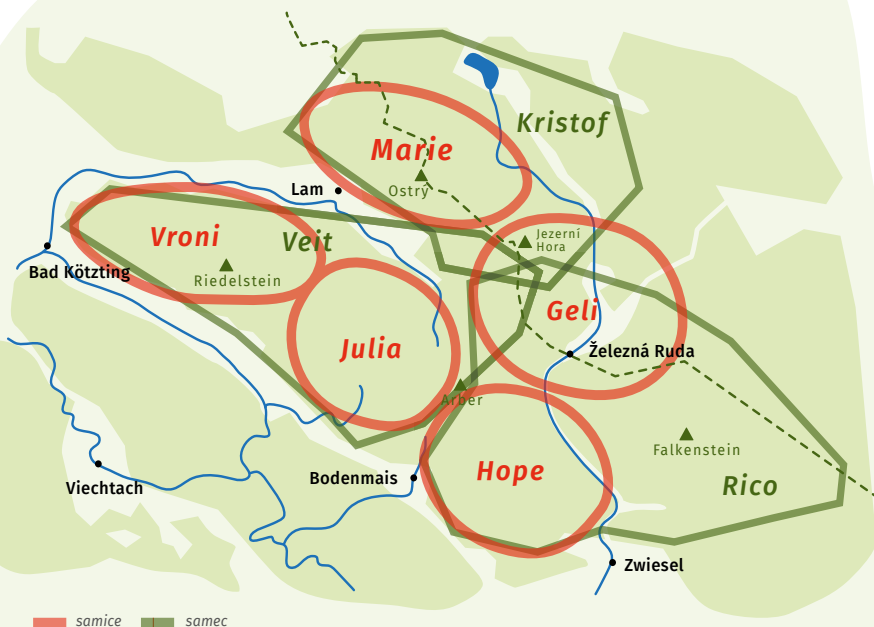 Kristof
Marie
Lam
Ostrý
Jezerní
Hora
Vroni
Veit
Bad Kötzting
Riedelstein
Geli
Julia
Železná Ruda
Arber
Falkenstein
Hope
Bodenmais
Rico
Viechtach
Zwiesel
samice
samec